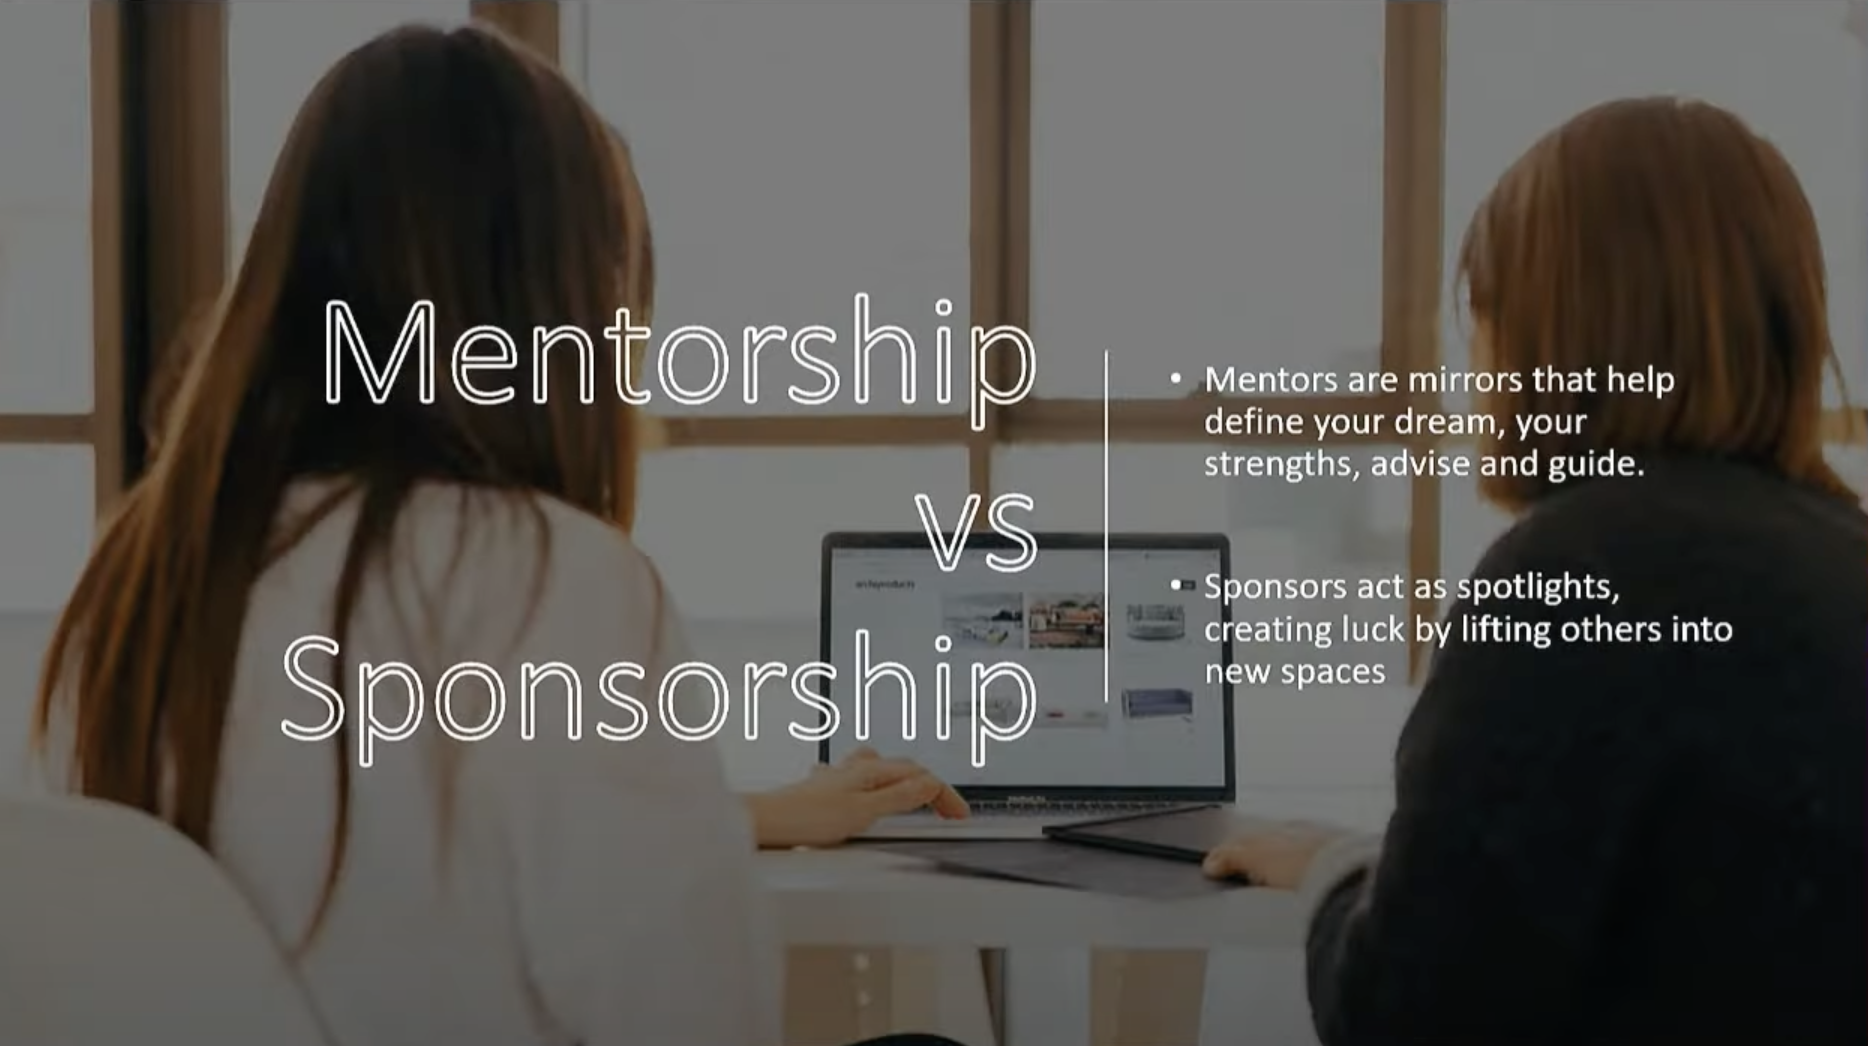 Mentorship
vs
Sponsorship
• Mentors are mirrors that help
define your dream, your
strengths, advise and guide.
• Sponsors act as spotlights,
creating luck by lifting others into
new spaces